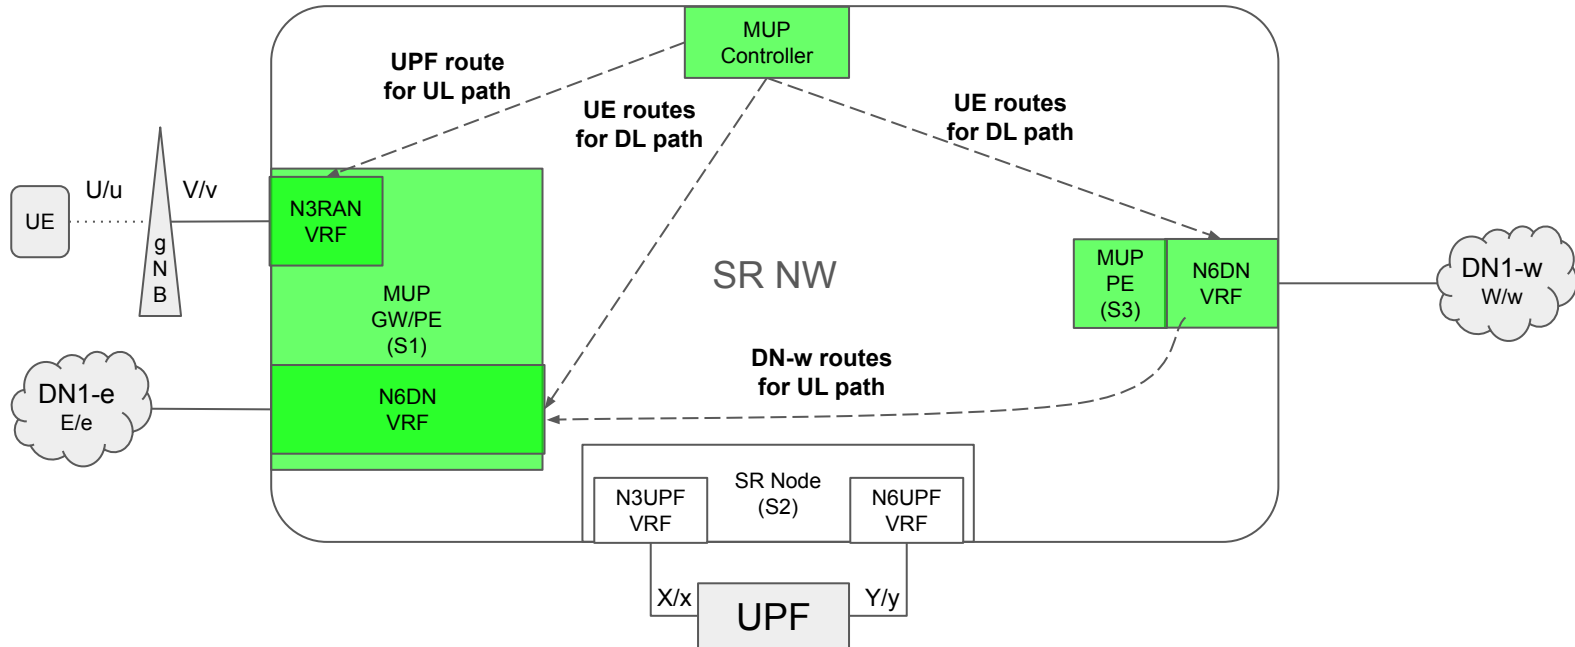 MUP
Controller
UPF route
for UL path
UE routes
for DL path
UE routes
for DL path
UE
U/u
g
N
B
V/v
N3RAN
VRF
MUP
GW/PE
(S1)
SR NW
MUP
PE
(S3)
N6DN
VRF
DN1-w
W/w
DN-w routes
for UL path
DN1-e
E/e
N6DN
VRF
N3UPF
VRF
SR Node
(S2)
N6UPF
VRF
X/x
UPF
Y/y